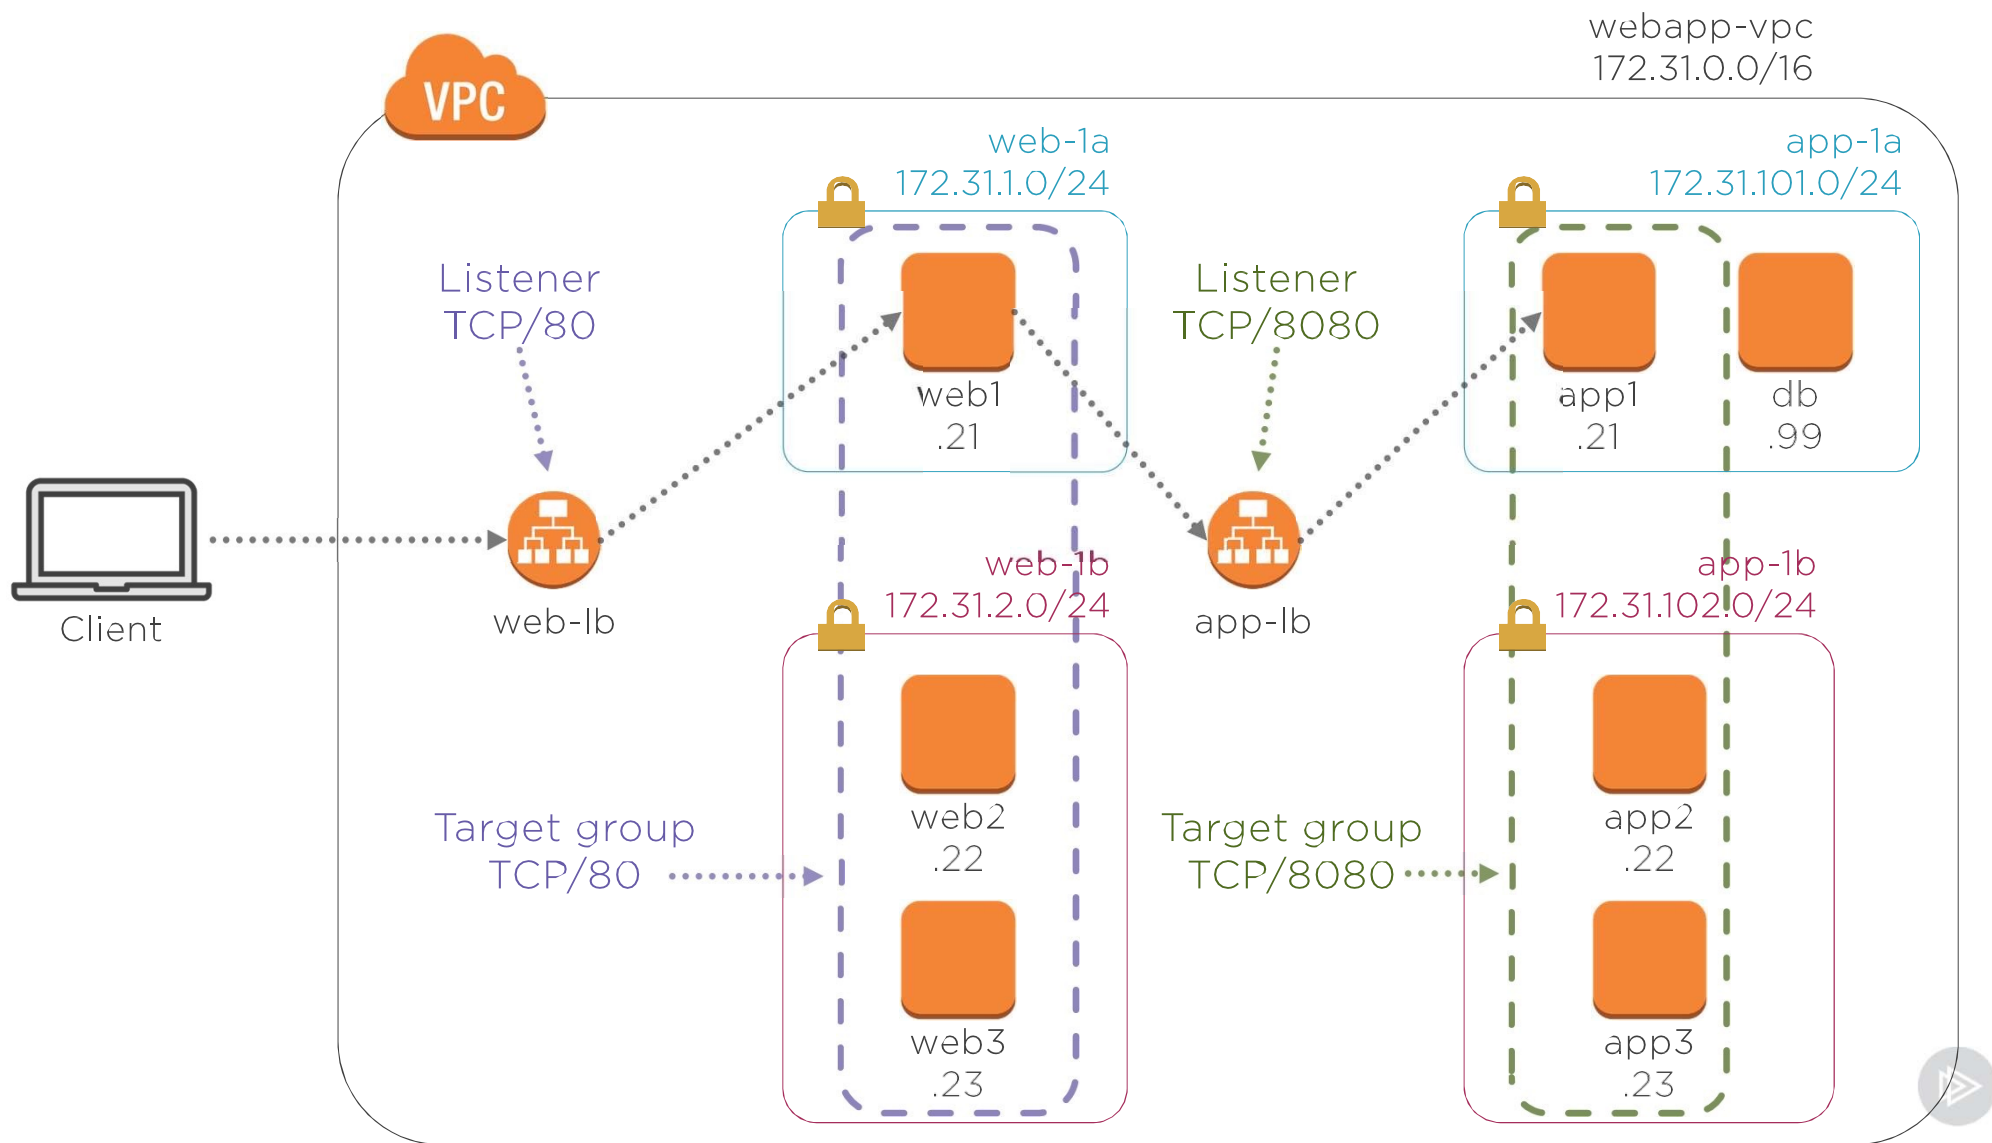 webapp-vpc
172.31.0.0/16
VPC
web-1a
172.31.1.0/24
app-1a
172.31.101.0/24
Listener
TCP/80
Listener
TCP/8080
web1
.21
app1
.21
db
.99
Client
web-lb
app-lb
web-1b
172.31.2.0/24
app-1b
172.31.102.0/24
Target group
TCP/80
Target group
TCP/8080
web2
.22
app2
.22
web3
.23
app3
.23